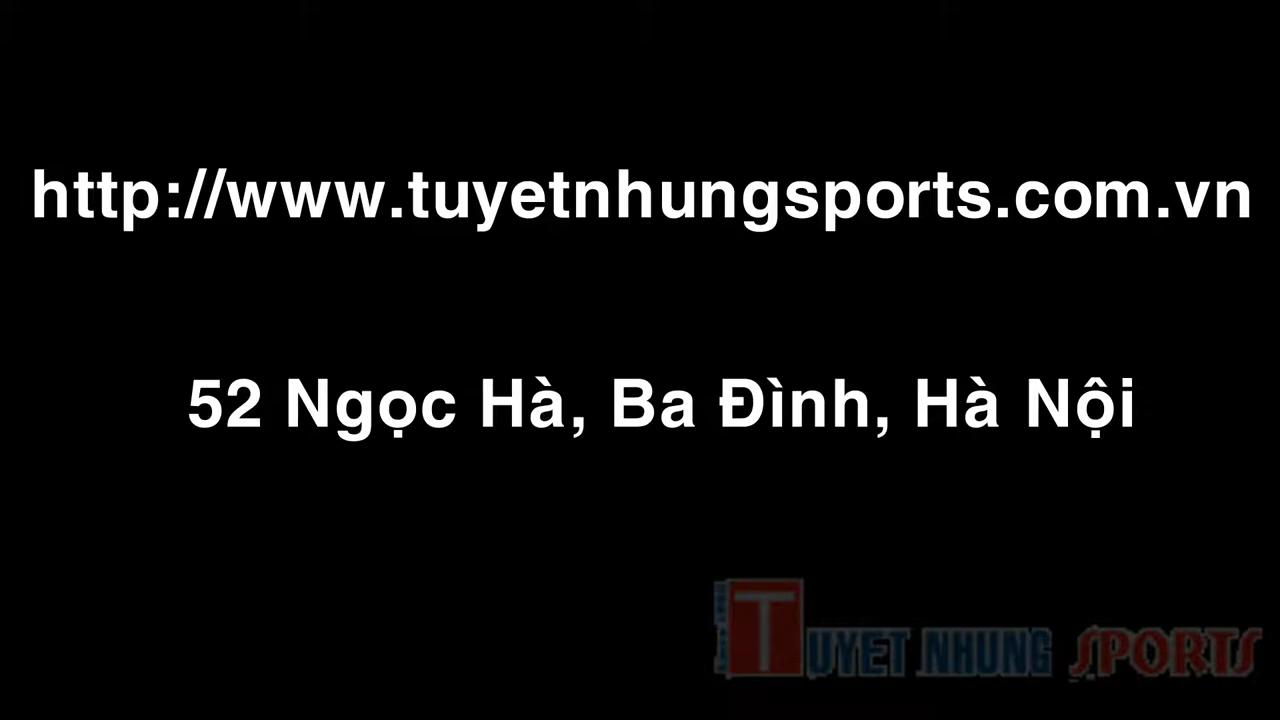 http://www.tuyetnhungsports.com.vn
52 Ngọc Hà, Ba Đình, Hà Nội
TUYET NHUNG SPORTS